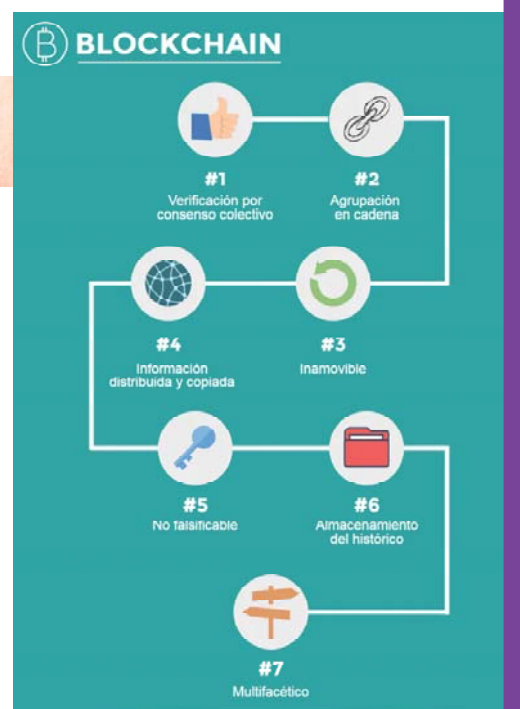 BLOCKCHAIN
#1
Verificación por
consenso colectivo
#2
Agrupación
en cadena
#3
Inamovible
#4
Información
distribuida y copiada
#5
No falsificable
#6
Almacenamiento
del histórico
#7
Multifacético